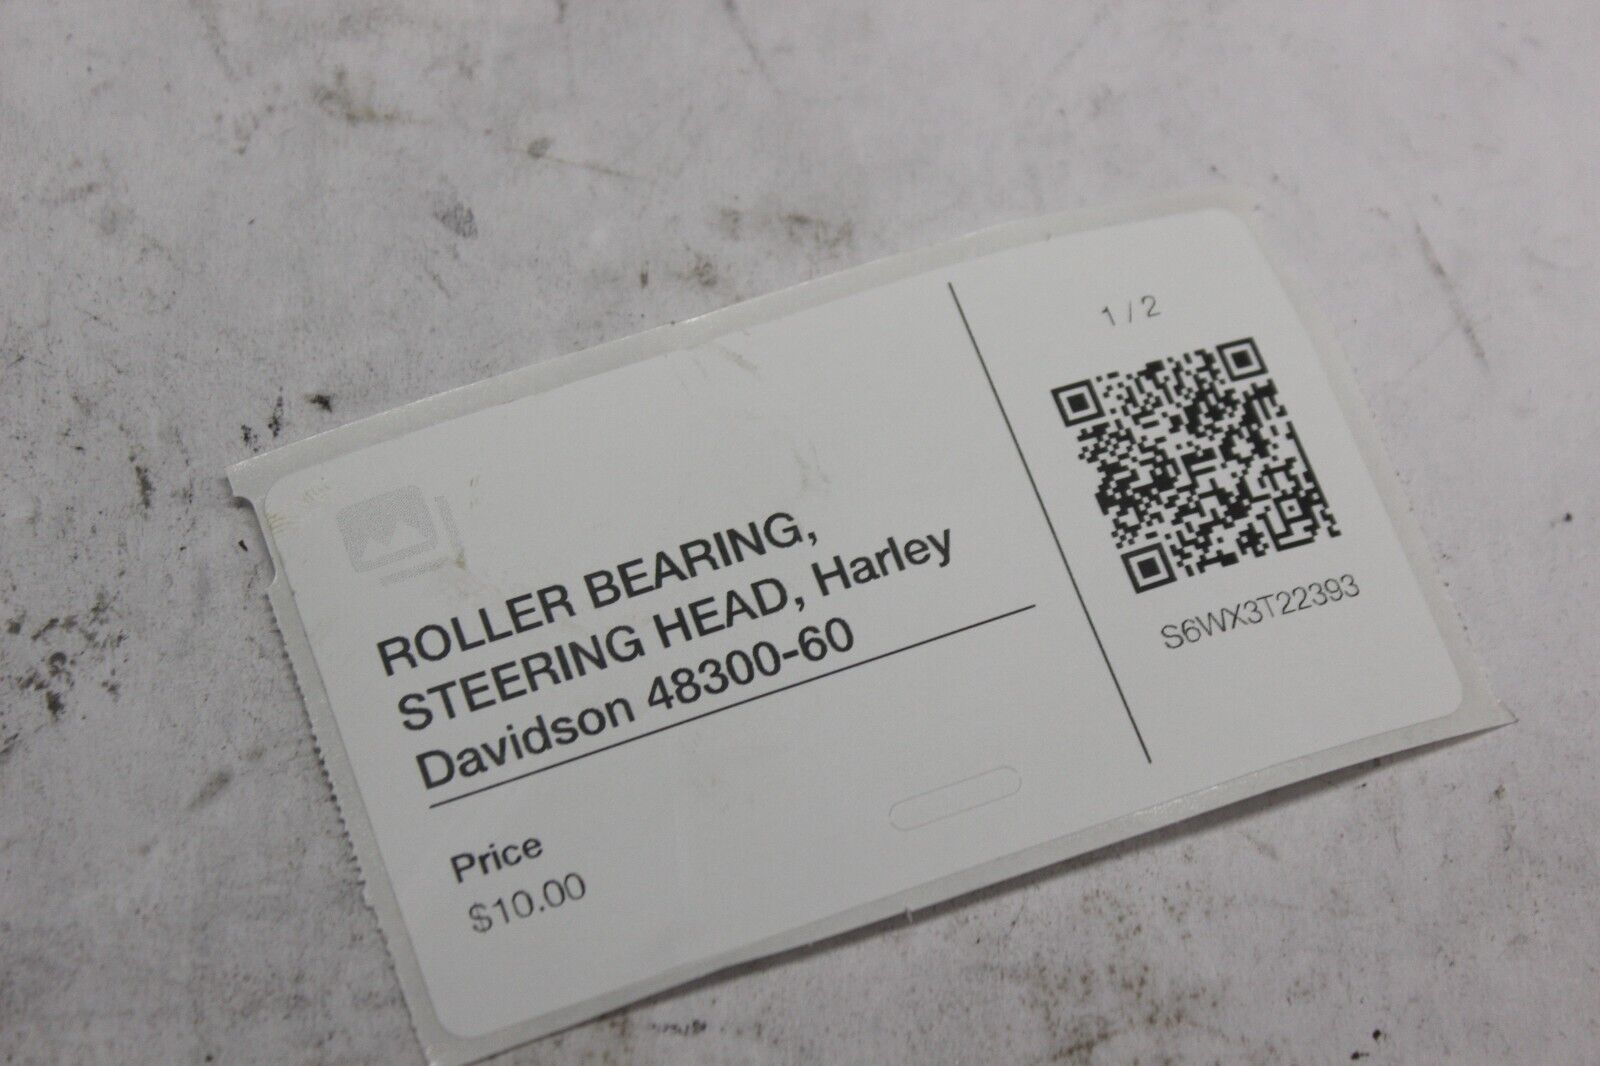 ROLLER BEARING,
STEERING HEAD, Harley
Davidson 48300-60
Price
$10.00
1 / 2
S6WX3T22393